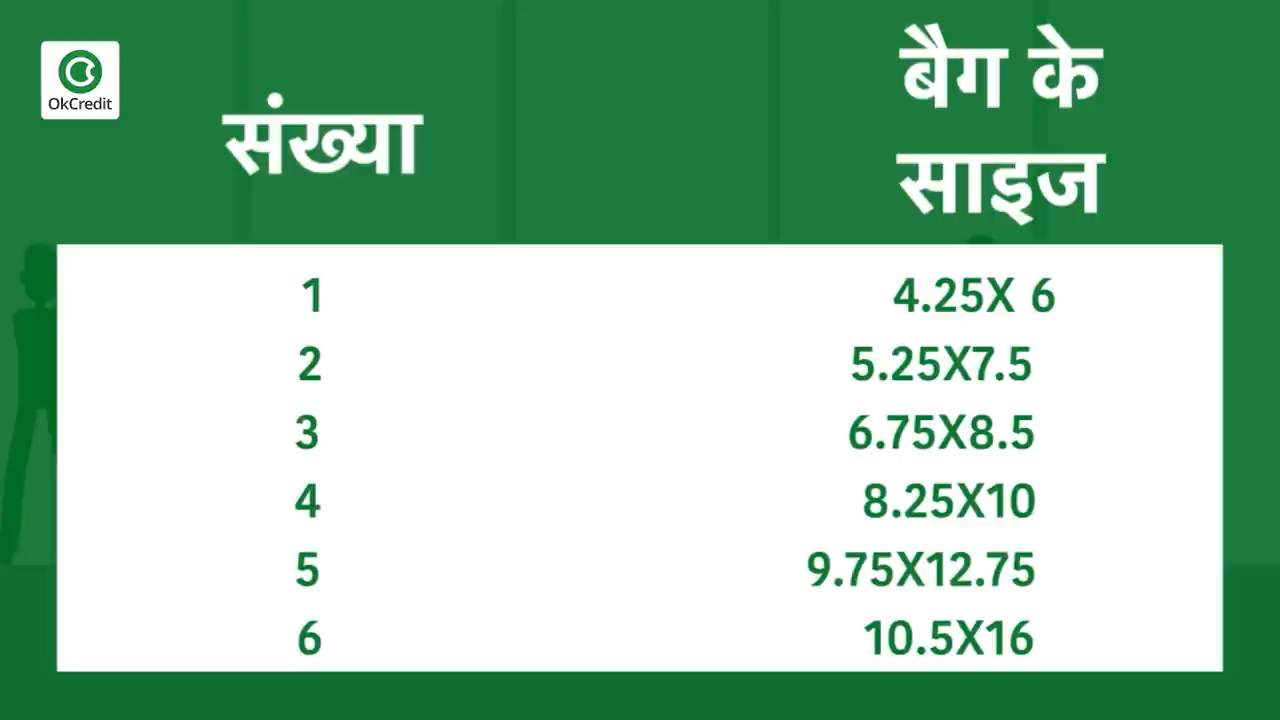 OkCredit
संख्या
बैग के
साइज
1 4.25X 6
2 5.25X7.5
3 6.75X8.5
4 8.25X10
5 9.75X12.75
6 10.5X16